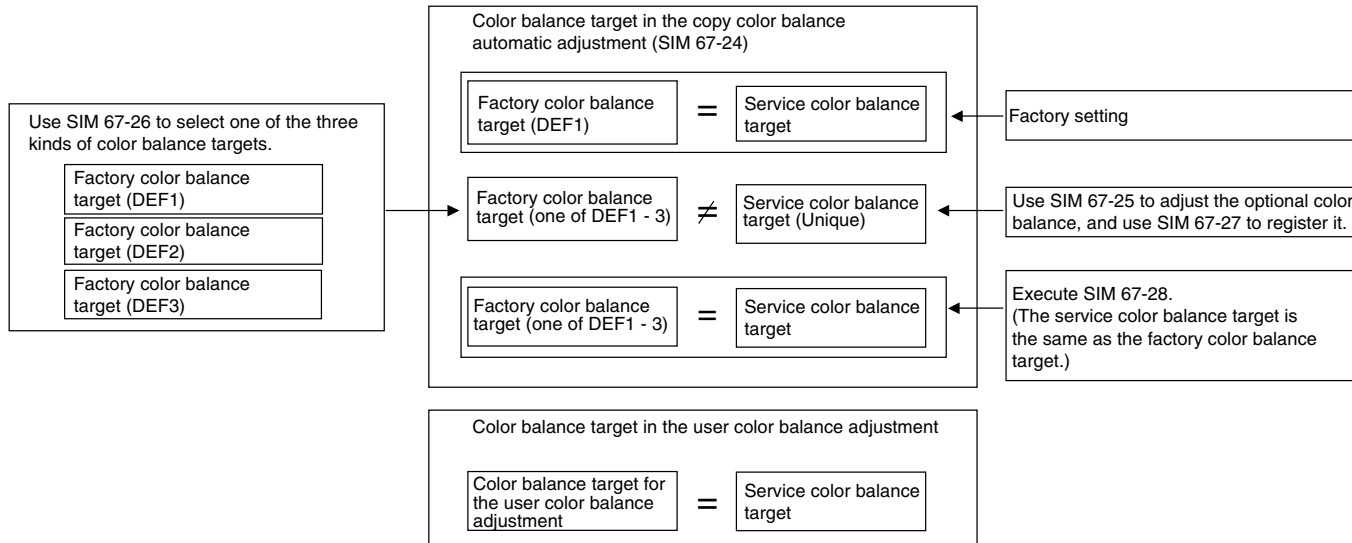 Color balance target in the copy color balance
automatic adjustment (SIM 67-24)
Use SIM 67-26 to select one of the three
kinds of color balance targets.
Factory color balance
target (DEF1)
Factory color balance
target (DEF2)
Factory color balance
target (DEF3)
Factory color balance
target (DEF1)
=
Service color balance
target
Factory setting
Factory color balance
target (one of DEF1 - 3)
≠
Service color balance
target (Unique)
Use SIM 67-25 to adjust the optional color
balance, and use SIM 67-27 to register it.
Factory color balance
target (one of DEF1 - 3)
=
Service color balance
target
Execute SIM 67-28.
(The service color balance target is
the same as the factory color balance
target.)
Color balance target in the user color balance adjustment
Color balance target for
the user color balance
adjustment
=
Service color balance
target